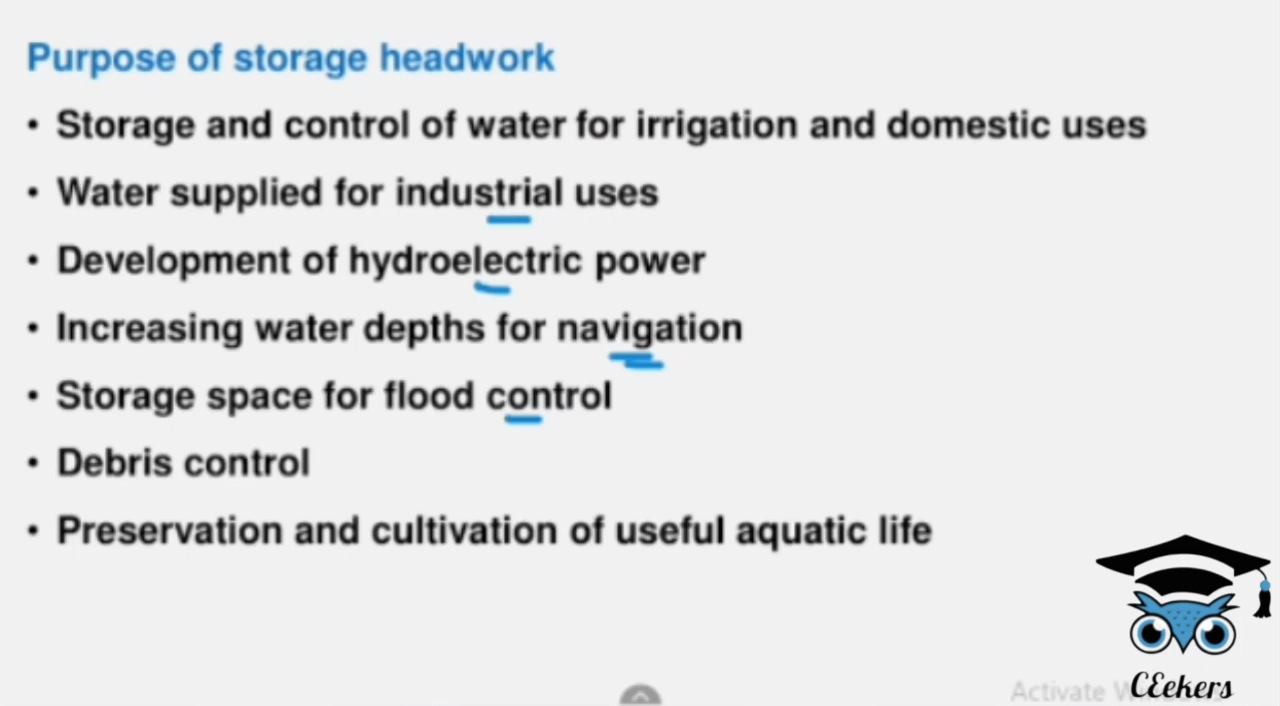 Purpose of storage headwork
• Storage and control of water for irrigation and domestic uses
• Water supplied for industrial uses
• Development of hydroelectric power
• Increasing water depths for navigation
• Storage space for flood control
• Debris control
• Preservation and cultivation of useful aquatic life
CEekers
Activate